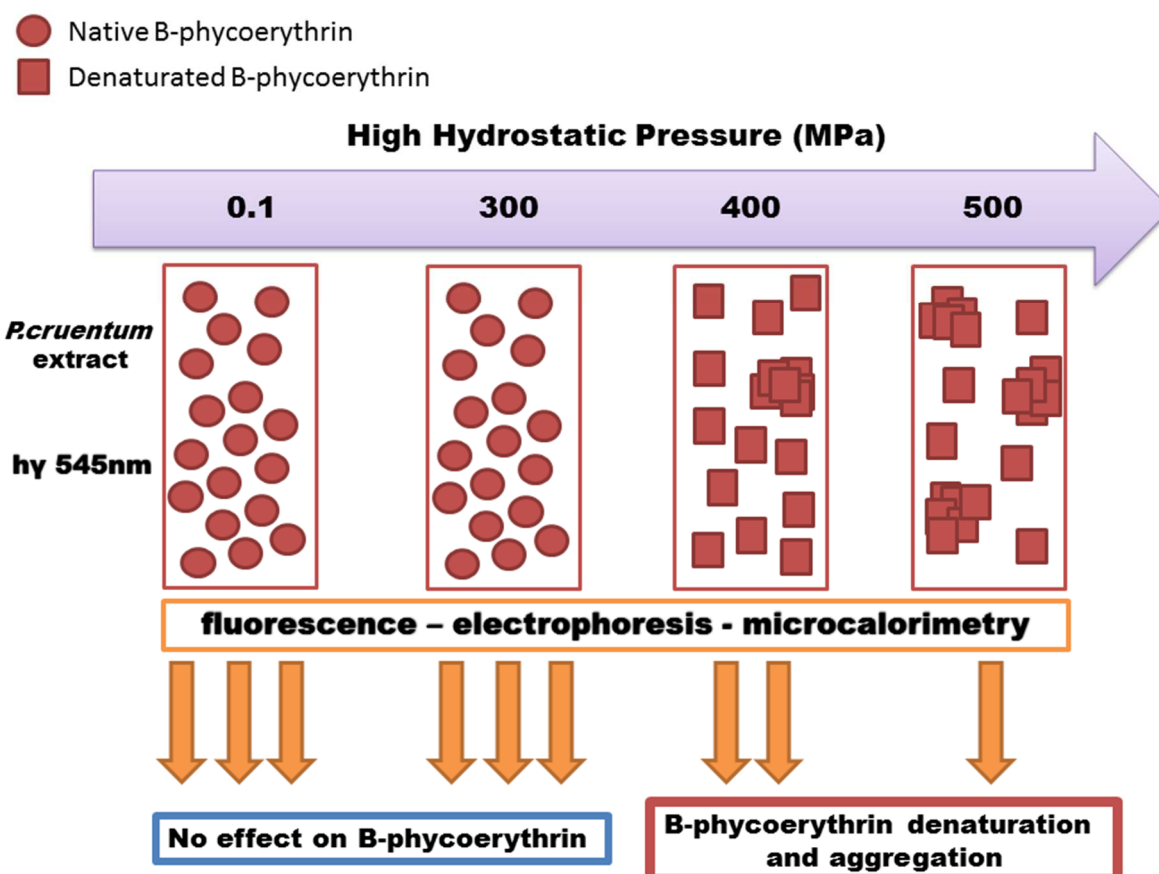 Native B-phycoerythrin
Denaturated B-phycoerythrin
High Hydrostatic Pressure (MPa)
0.1 300 400 500
P.cruentum
extract
hγ 545nm
fluorescence – electrophoresis - microcalorimetry
No effect on B-phycoerythrin
B-phycoerythrin denaturation
and aggregation